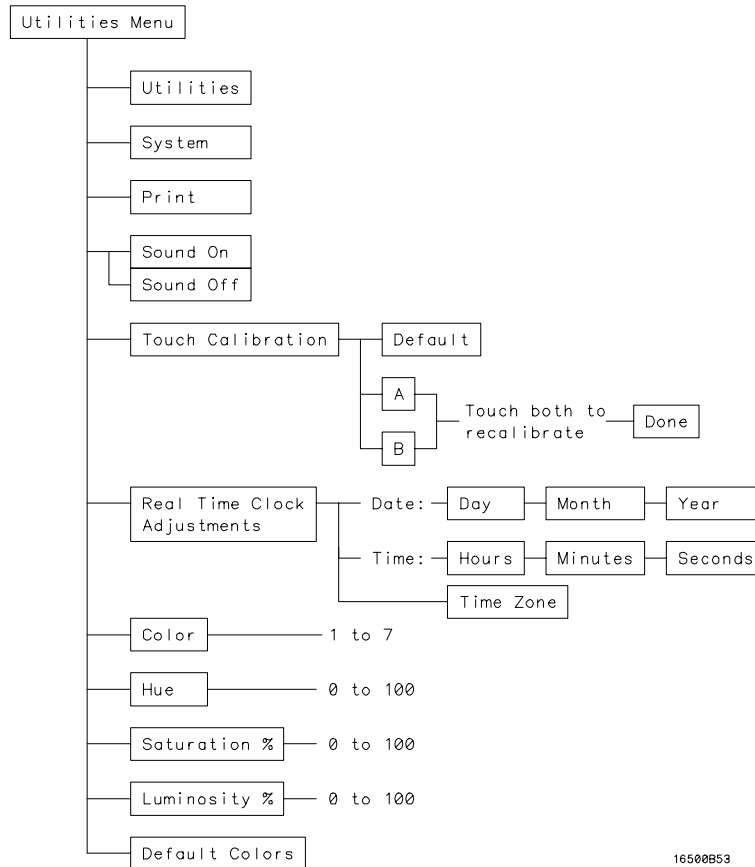 Utilities Menu
Utilities
System
Print
Sound On
Sound Off
Touch Calibration
Default
A
B
Touch both to
recalibrate
Done
Real Time Clock
Adjustments
Date:
Day
Month
Year
Time:
Hours
Minutes
Seconds
Time Zone
Color
1 to 7
Hue
0 to 100
Saturation %
0 to 100
Luminosity %
0 to 100
Default Colors
16500B53